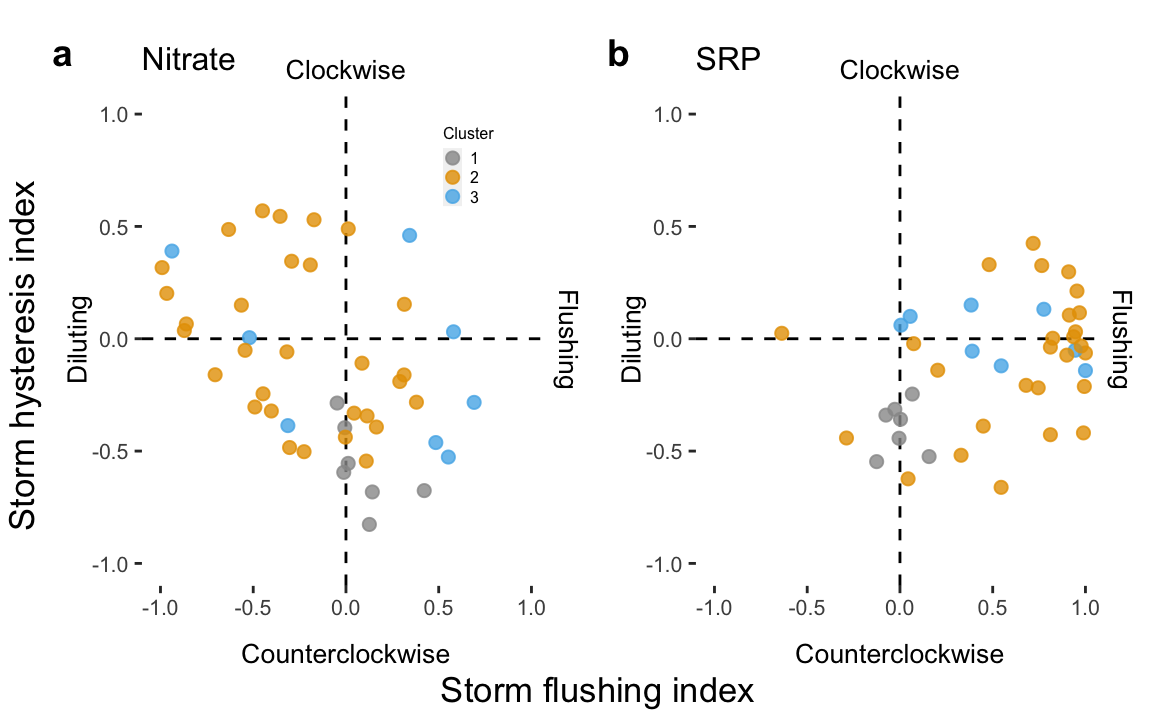 a Nitrate
Clockwise
b SRP
Clockwise
Storm hysteresis index
1.0
0.5
0.0
-0.5
-1.0
Diluting
Flushing
Cluster
1
2
3
-1.0 -0.5 0.0 0.5 1.0
Counterclockwise
1.0
0.5
0.0
-0.5
-1.0
Diluting
Flushing
-1.0 -0.5 0.0 0.5 1.0
Counterclockwise
Storm flushing index